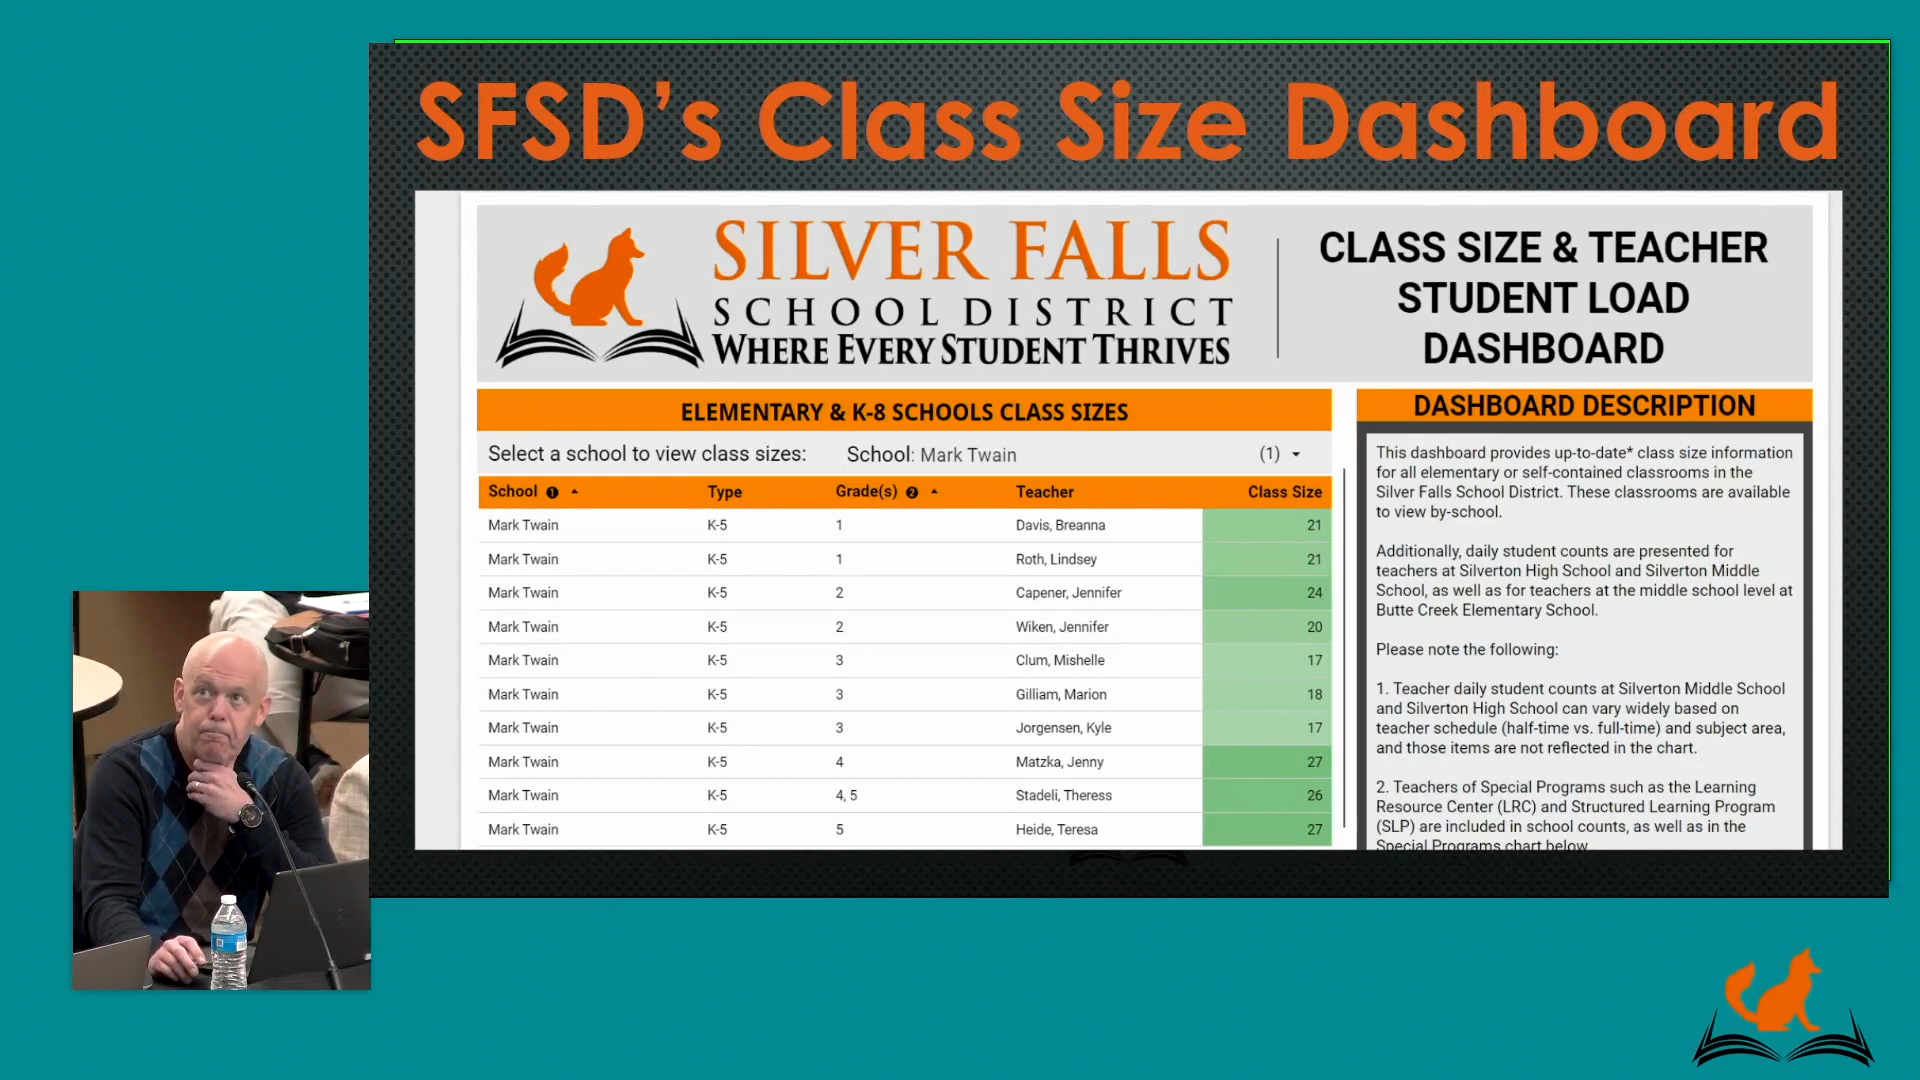 SFSD's Class Size Dashboard
SILVER FALLS
SCHOOL DISTRICT
WHERE EVERY STUDENT THRIVES
CLASS SIZE & TEACHER
STUDENT LOAD
DASHBOARD
ELEMENTARY & K-8 SCHOOLS CLASS SIZES
Select a school to view class sizes: School: Mark Twain (1)
School 1 Type Grade(s) 2 Teacher Class Size
Mark Twain K-5 1 Davis, Breanna 21
Mark Twain K-5 1 Roth, Lindsey 21
Mark Twain K-5 2 Capener, Jennifer 24
Mark Twain K-5 2 Wiken, Jennifer 20
Mark Twain K-5 3 Clum, Mishelle 17
Mark Twain K-5 3 Gilliam, Marion 18
Mark Twain K-5 3 Jorgensen, Kyle 17
Mark Twain K-5 4 Matzka, Jenny 27
Mark Twain K-5 4, 5 Stadeli, Theress 26
Mark Twain K-5 5 Heide, Teresa 27
DASHBOARD DESCRIPTION
This dashboard provides up-to-date* class size information
for all elementary or self-contained classrooms in the
Silver Falls School District. These classrooms are available
to view by-school.
Additionally, daily student counts are presented for
teachers at Silverton High School and Silverton Middle
School, as well as for teachers at the middle school level at
Butte Creek Elementary School.
Please note the following:
1. Teacher daily student counts at Silverton Middle School
and Silverton High School can vary widely based on
teacher schedule (half-time vs. full-time) and subject area,
and those items are not reflected in the chart.
2. Teachers of Special Programs such as the Learning
Resource Center (LRC) and Structured Learning Program
(SLP) are included in school counts, as well as in the
Special Programs chart below